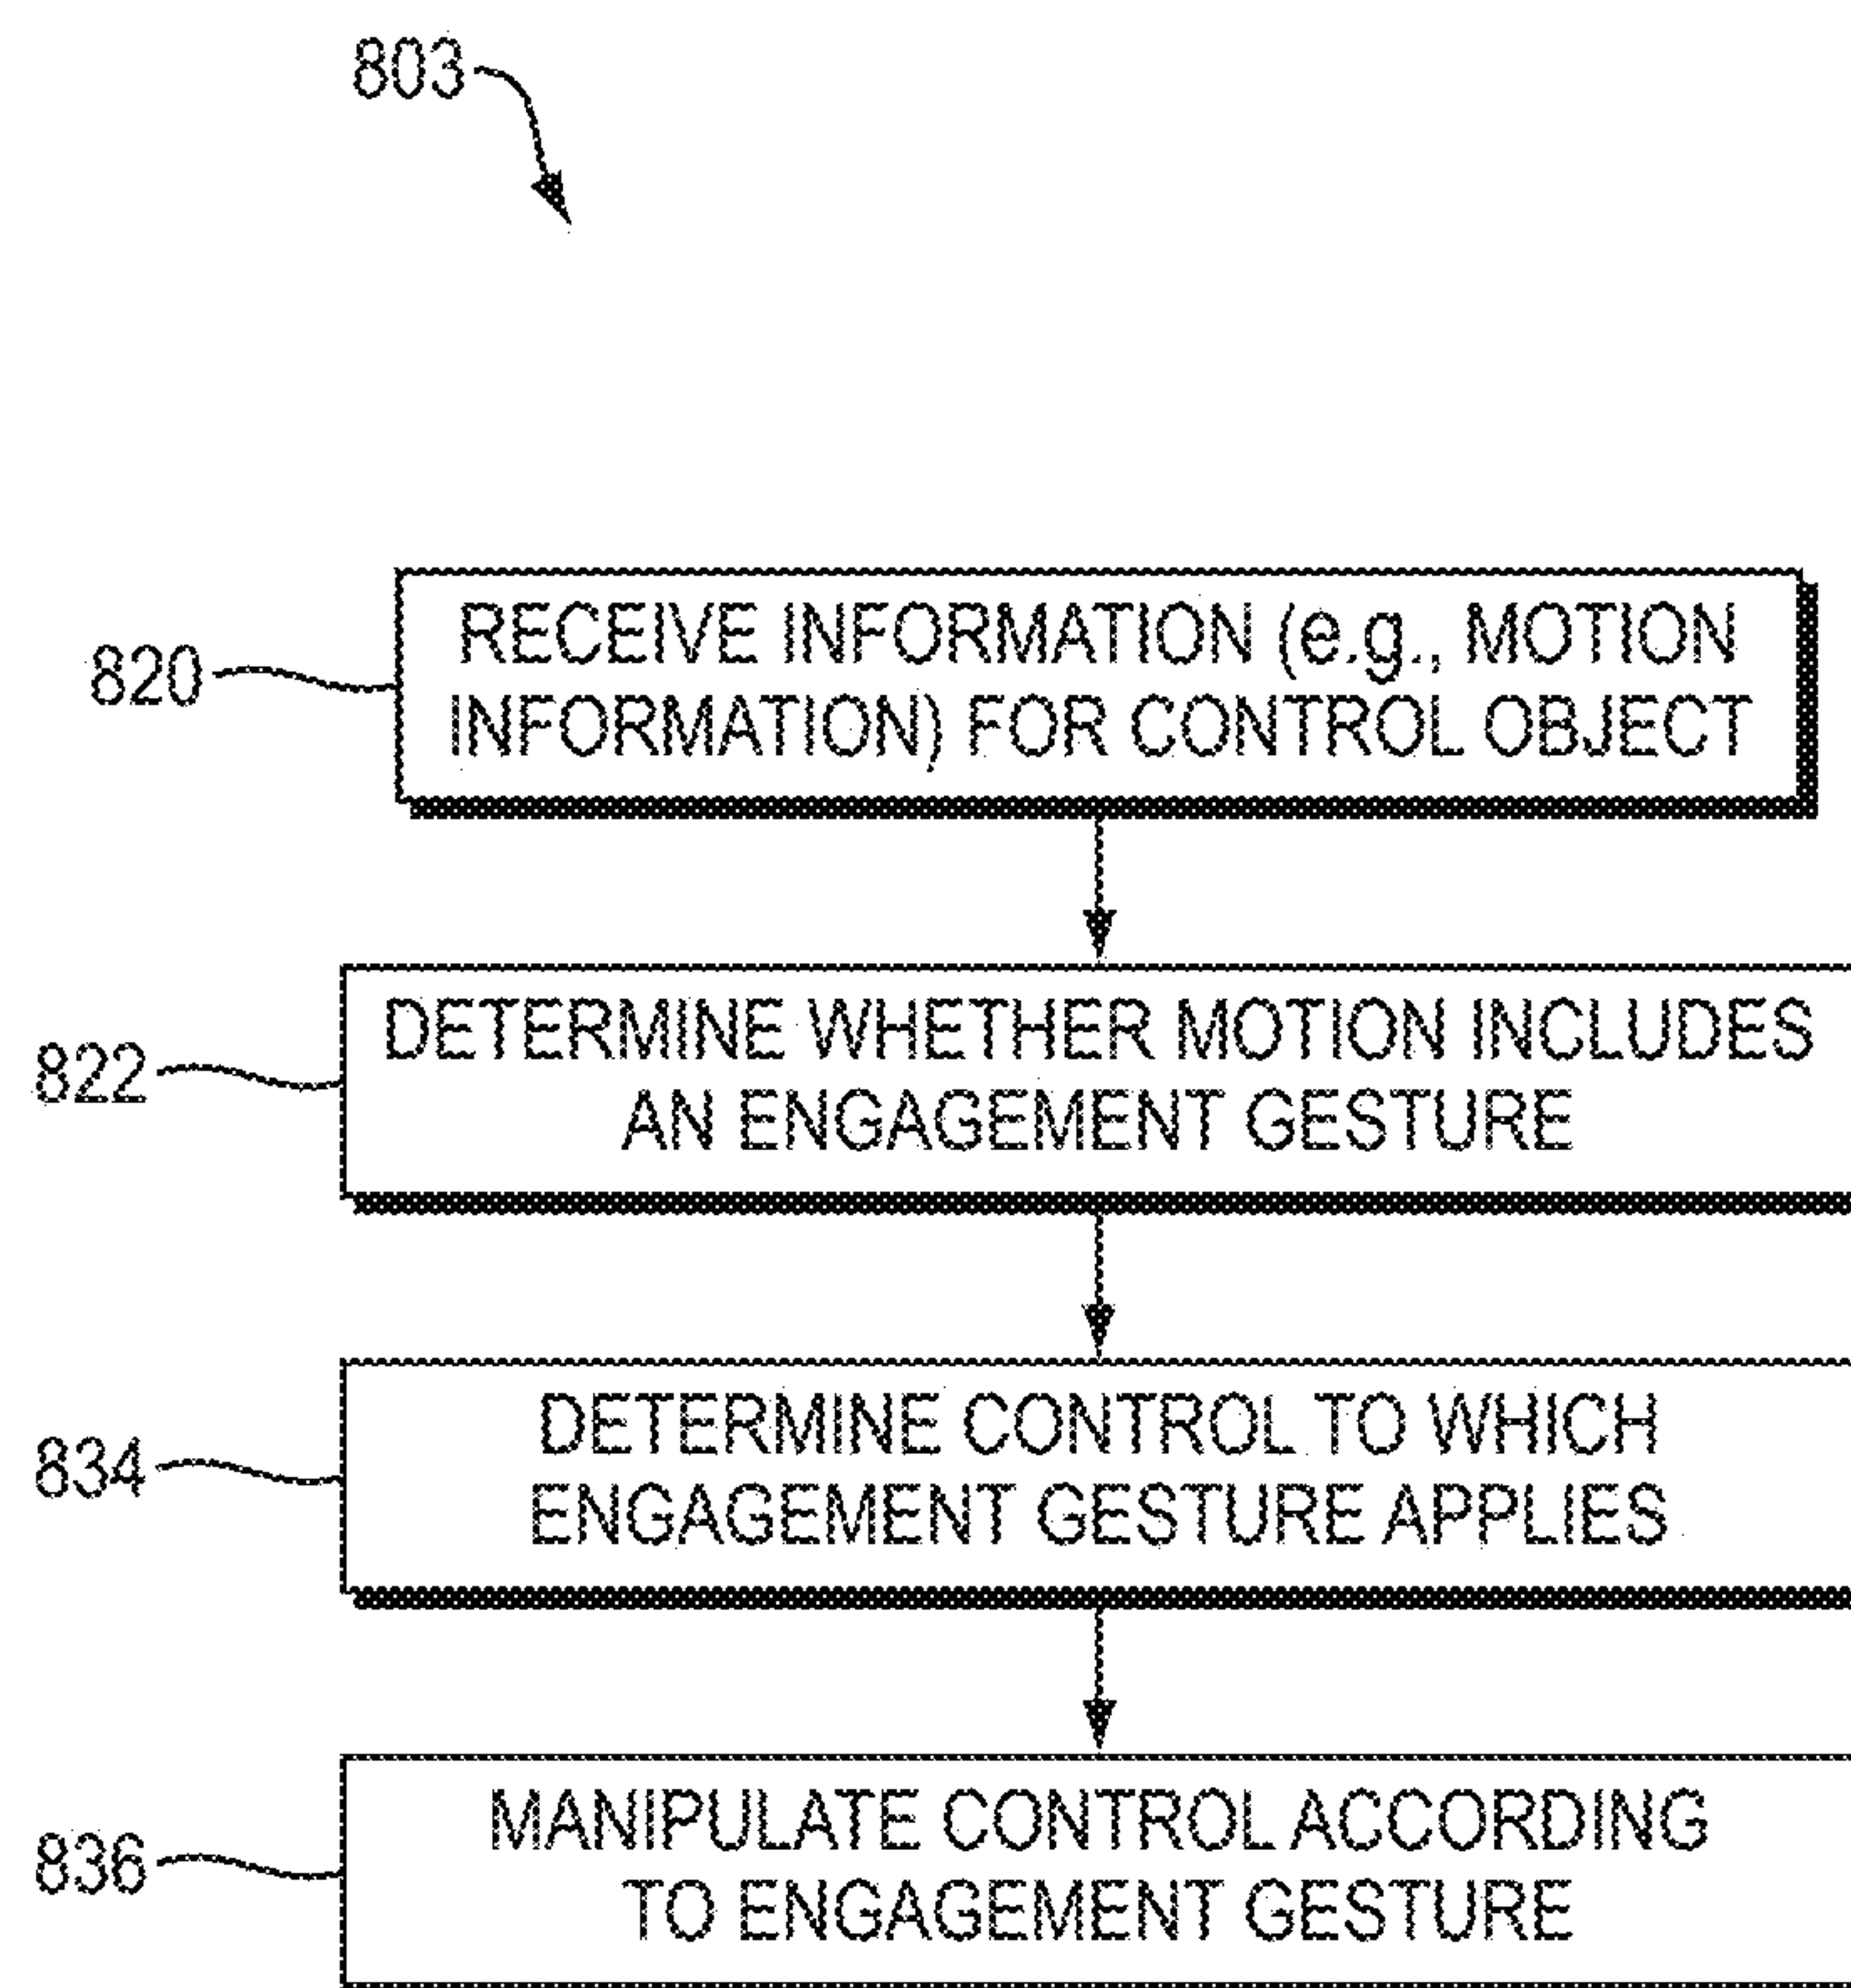 803
820
RECEIVE INFORMATION (e.g., MOTION
INFORMATION) FOR CONTROL OBJECT
822
DETERMINE WHETHER MOTION INCLUDES
AN ENGAGEMENT GESTURE
834
DETERMINE CONTROL TO WHICH
ENGAGEMENT GESTURE APPLIES
836
MANIPULATE CONTROL ACCORDING
TO ENGAGEMENT GESTURE